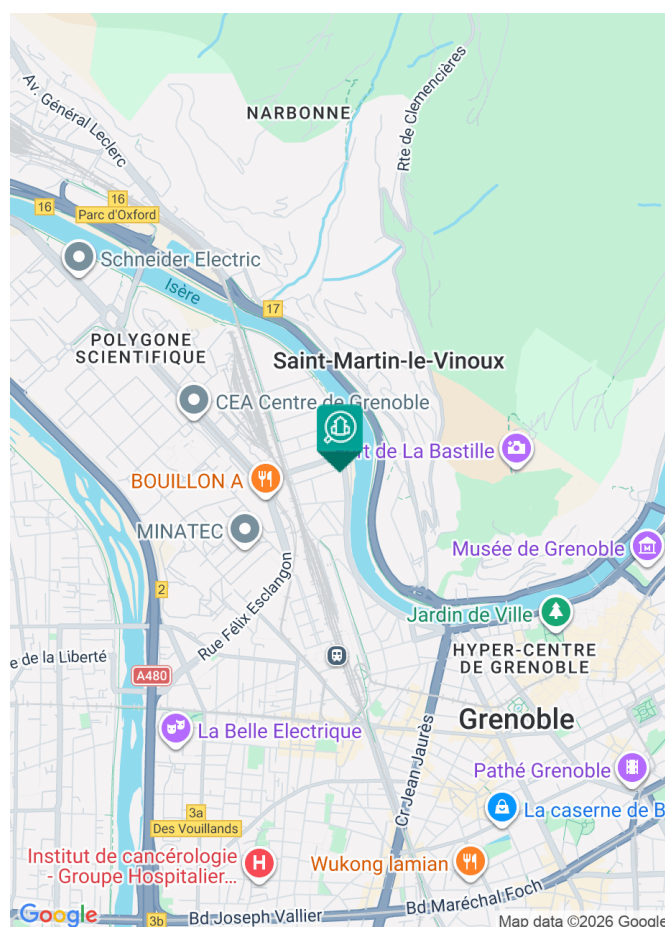 Av. Général Leclerc
NARBONNE
Rte de Clemencières
16
16
Parc d'Oxford
Schneider Electric
Isère
17
POLYGONE
SCIENTIFIQUE
Saint-Martin-le-Vinoux
CEA Centre de Grenoble
rt de La Bastille
BOUILLON A
MINATEC
Musée de Grenoble
2
Rue Félix Esclangon
Jardin de Ville
e de la Liberté
HYPER-CENTRE
DE GRENOBLE
A480
Grenoble
La Belle Electrique
Cr Jean Jaurès
Pathé Grenoble
3a
Des Vouillands
La caserne de B
Institut de cancérologie
- Groupe Hospitalier...
H
Wukong lamian
Bd Maréchal Foch
Google
3b
Bd Joseph Vallier
Map data ©2026 Google